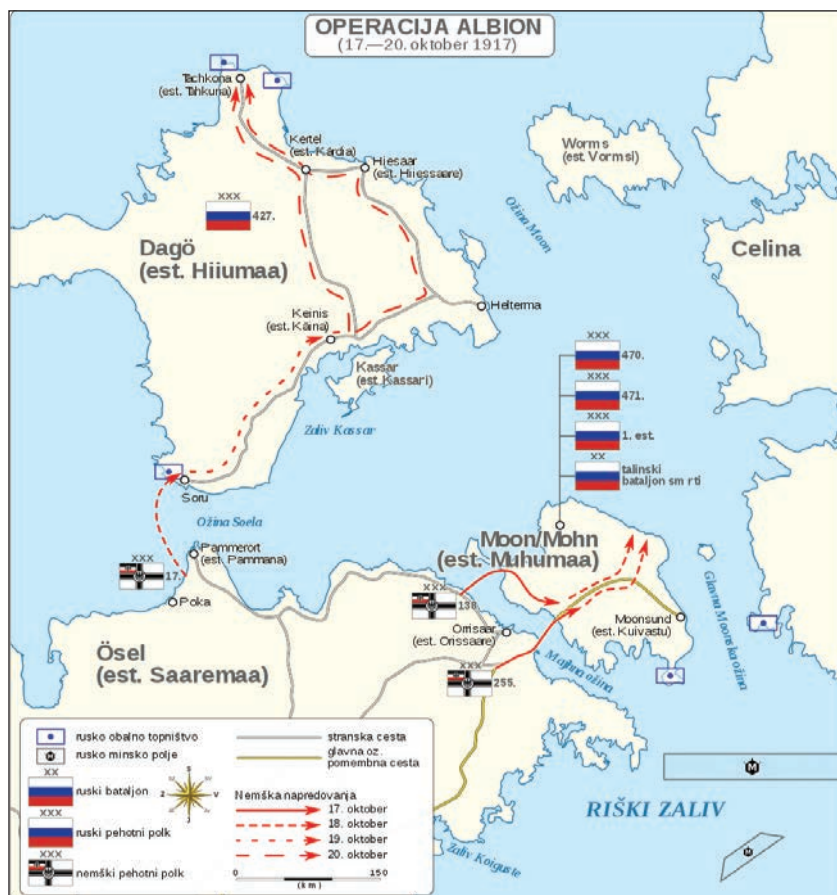 OPERACIJA ALBION
(17.—20. oktober 1917)
Tachkona
(est. Tahkuna)
Kertel
(est. Kärdla)
Hiesaar
(est. Hiiessaare)
Worms
(est. Vormsi)
Ožina Moon
XXX
427.
Dagö
(est. Hiiumaa)
Celina
Helterma
Keinis
(est. Käina)
Kassar
(est. Kassari)
Zaliv Kassar
XXX
470.
XXX
471.
XXX
1. est.
XX
talinski
bataljon smrti
Soru
Ožina Soela
Pammerort
(est. Pammana)
XXX
17.
Poka
Moon/Mohn
(est. Muhumaa)
XXX
138.
Orrisaar
(est. Orissaare)
Moonsund
(est. Kuivastu)
Glavna Moonska ožina
Majhna ožina
XXX
255.
Ösel
(est. Saaremaa)
rusko obalno topništvo
M
rusko minsko polje
XX
ruski bataljon
XXX
ruski pehotni polk
XXX
nemški pehotni polk
S
Z
V
J
stranska cesta
glavna oz.
pomembna cesta
Nemška napredovanja
17. oktober
18. oktober
19. oktober
20. oktober
0
150
(km)
M
RIŠKI ZALIV
M
Zaliv Koiguste